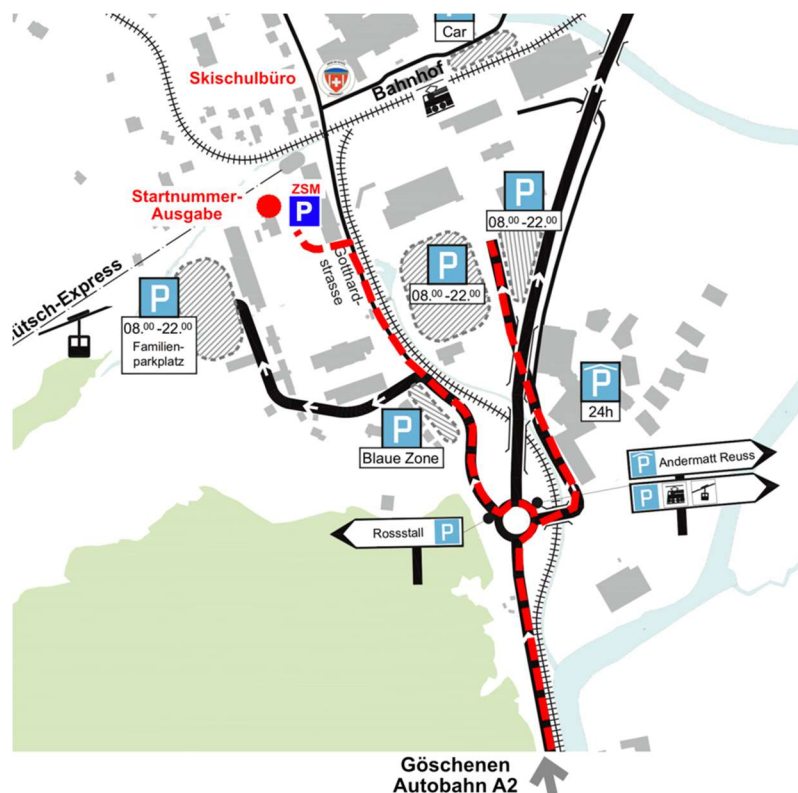 P
Car
Skischulbüro
Bahnhof
Startnummer-
Ausgabe
ZSM
P
P
08.00 -22.00
Gotthard-
strasse
P
08.00 -22.00
ütsch-Express
P
08.00 -22.00
Familien-
parkplatz
P
24h
P
Blaue Zone
P Andermatt Reuss
P
Rossstall P
Göschenen
Autobahn A2